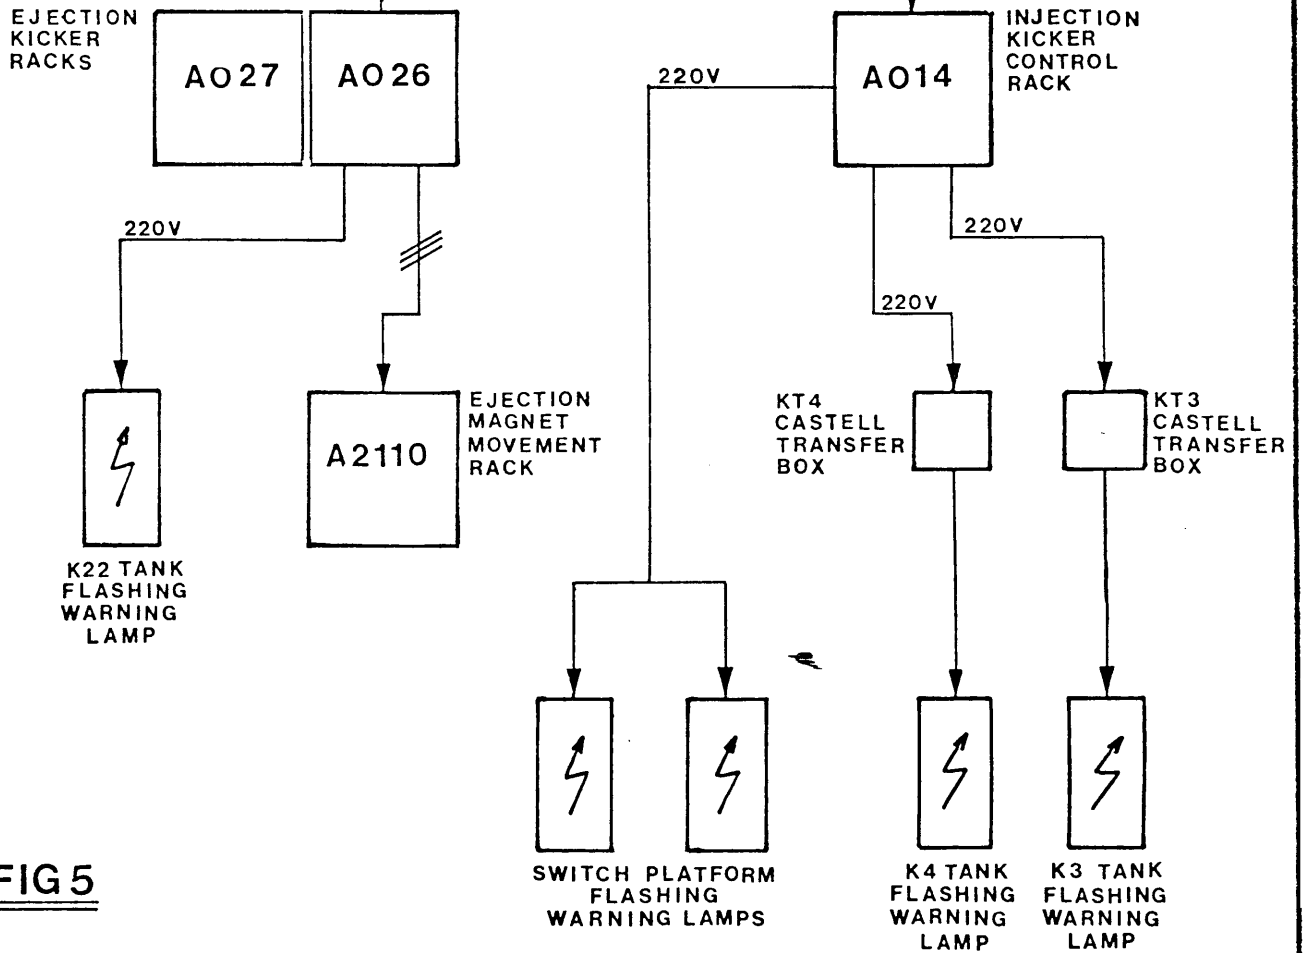 EJECTION
KICKER
RACKS
AO27
AO26
220V
AO14
INJECTION
KICKER
CONTROL
RACK
220V
220V
220V
A2110
EJECTION
MAGNET
MOVEMENT
RACK
KT4
CASTELL
TRANSFER
BOX
KT3
CASTELL
TRANSFER
BOX
K22 TANK
FLASHING
WARNING
LAMP
FIG 5
SWITCH PLATFORM
FLASHING
WARNING LAMPS
K4 TANK
FLASHING
WARNING
LAMP
K3 TANK
FLASHING
WARNING
LAMP